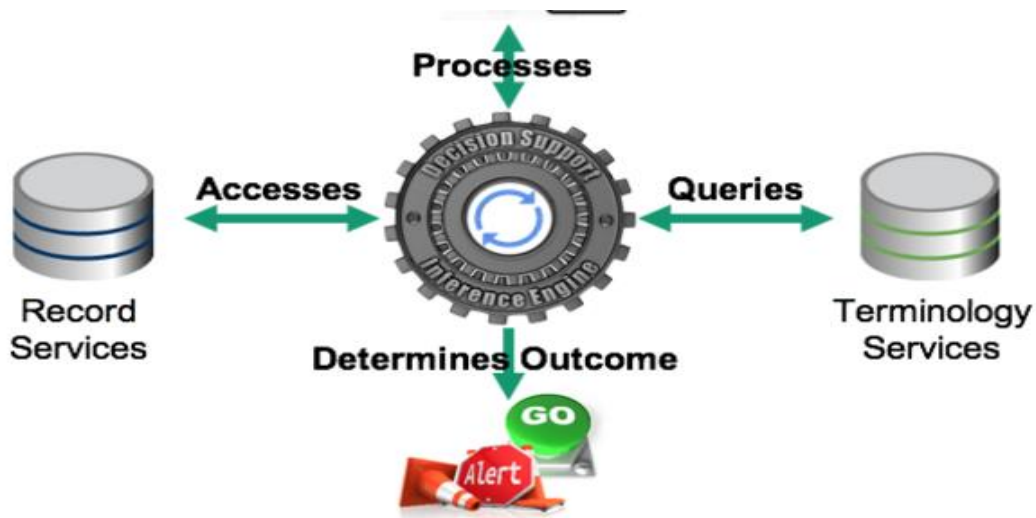 Processes
Decision Support
Accesses
Queries
Inference Engine
Record
Services
Terminology
Services
Determines Outcome
GO
Alert